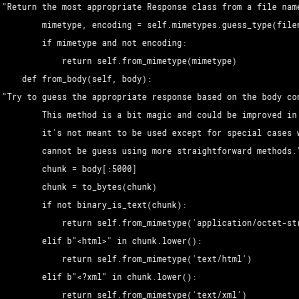 "Return the most appropriate Response class from a file name
mimetype, encoding = self.mimetypes.guess_type(filen
if mimetype and not encoding:
return self.from_mimetype(mimetype)
def from_body(self, body):
"Try to guess the appropriate response based on the body con
This method is a bit magic and could be improved in
it's not meant to be used except for special cases w
cannot be guess using more straightforward methods."
chunk = body[:5000]
chunk = to_bytes(chunk)
if not binary_is_text(chunk):
return self.from_mimetype('application/octet-str
elif b"<html>" in chunk.lower():
return self.from_mimetype('text/html')
elif b"<?xml" in chunk.lower():
return self.from_mimetype('text/xml')